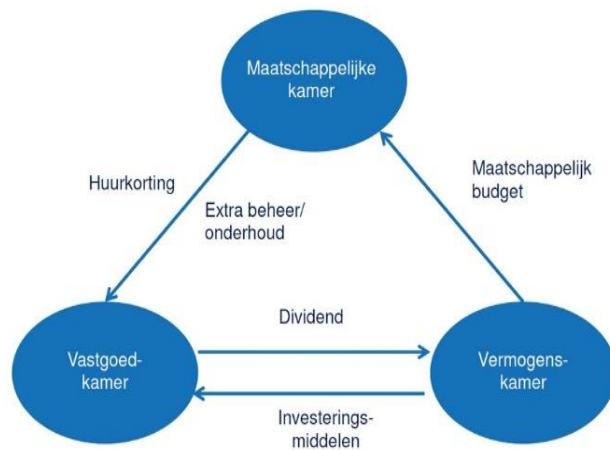 Maatschappelijke
kamer
Huurkorting
Extra beheer/
onderhoud
Maatschappelijk
budget
Dividend
Vastgoed-
kamer
Vermogens-
kamer
Investerings-
middelen